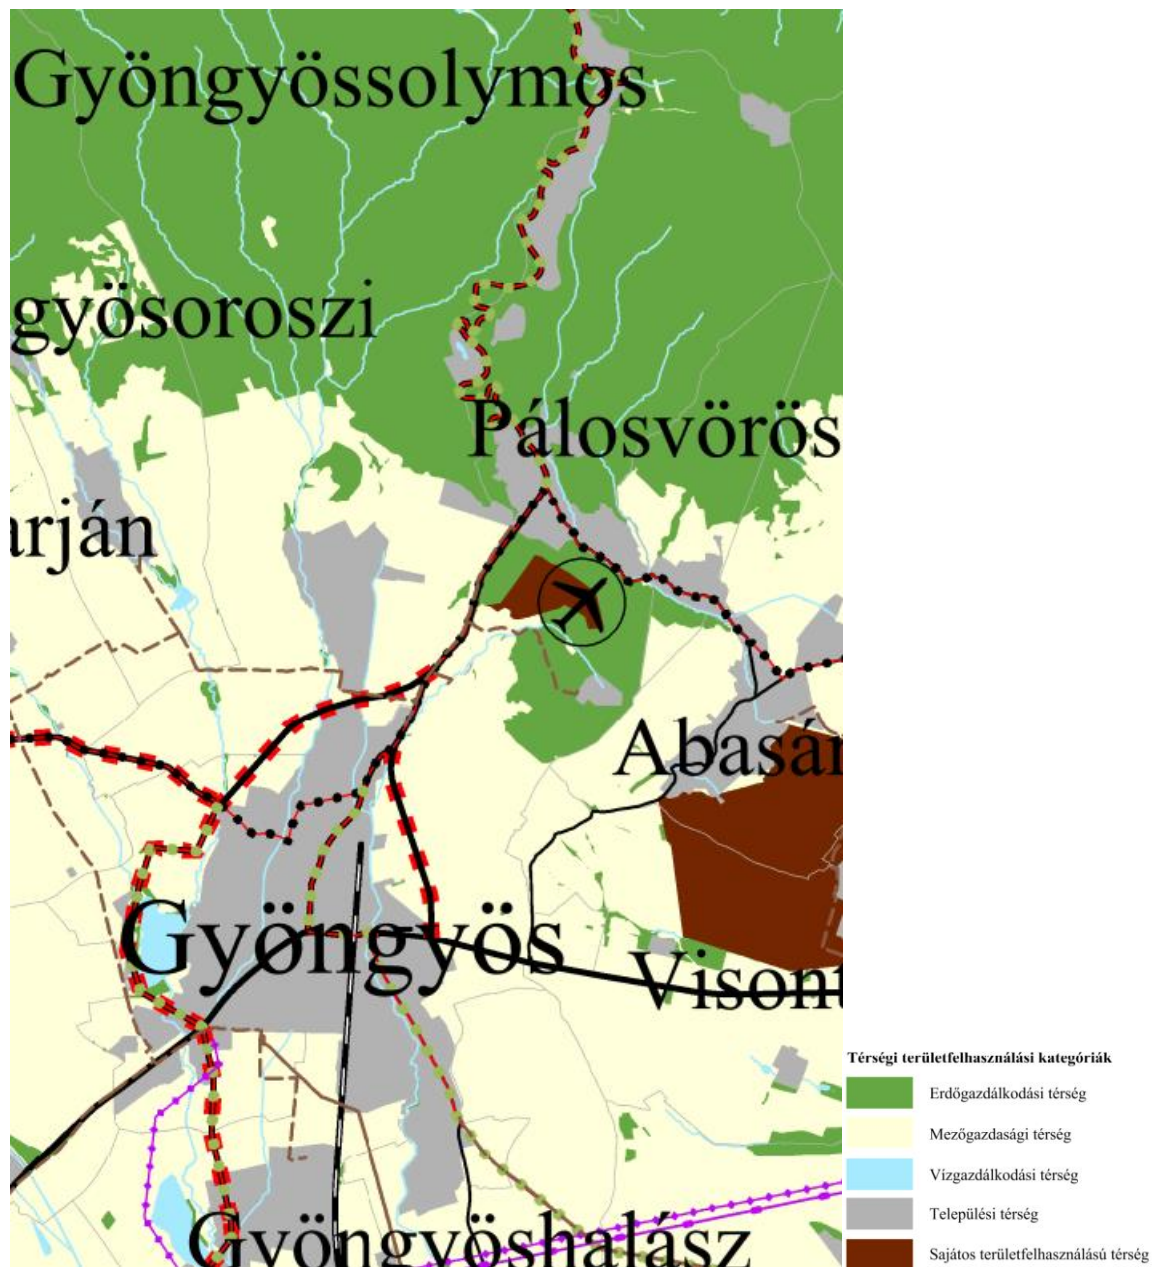 Gyöngyössolymos
gyösoroszi
Pálosvörös
arján
Abasár
Gyöngyös
Visont
Gyöngyöshalász
Térségi területfelhasználási kategóriák
Erdőgazdálkodási térség
Mezőgazdasági térség
Vízgazdálkodási térség
Települési térség
Sajátos területfelhasználású térség